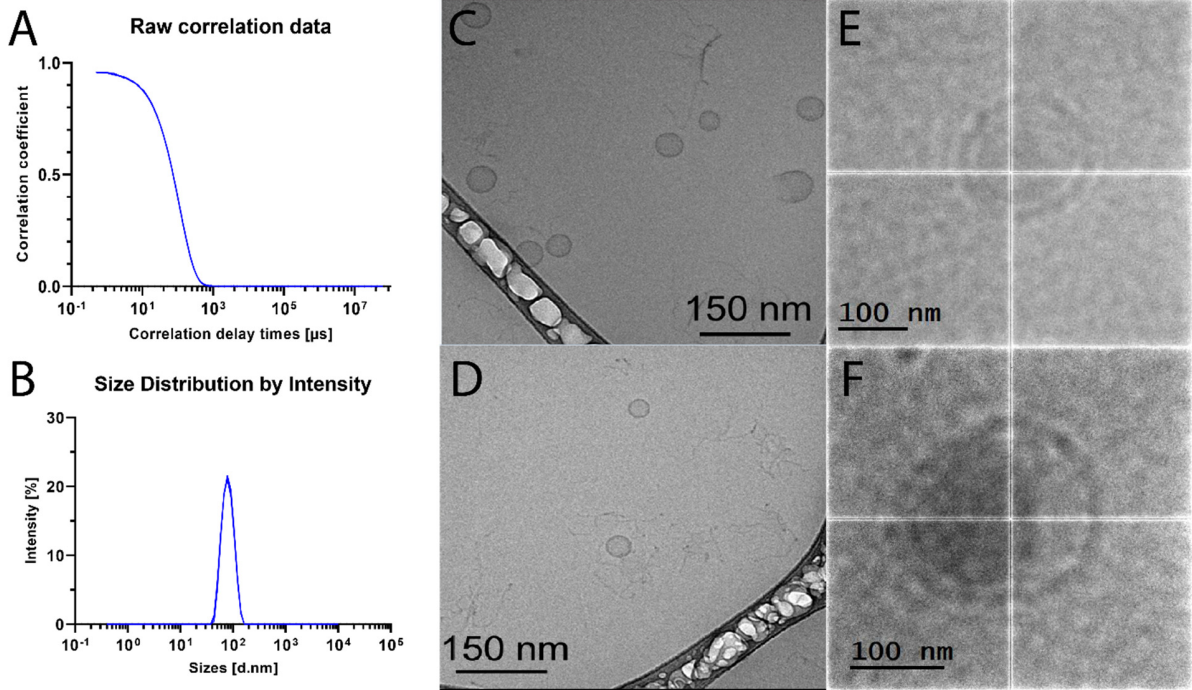 A
Raw correlation data
1.0
0.5
0.0
Correlation coefficient
10-1 101 103 105 107
Correlation delay times [µs]
B
Size Distribution by Intensity
30
20
10
0
Intensity [%]
10-1 100 101 102 103 104 105
Sizes [d.nm]
C
150 nm
D
150 nm
E
100 nm
F
100 nm